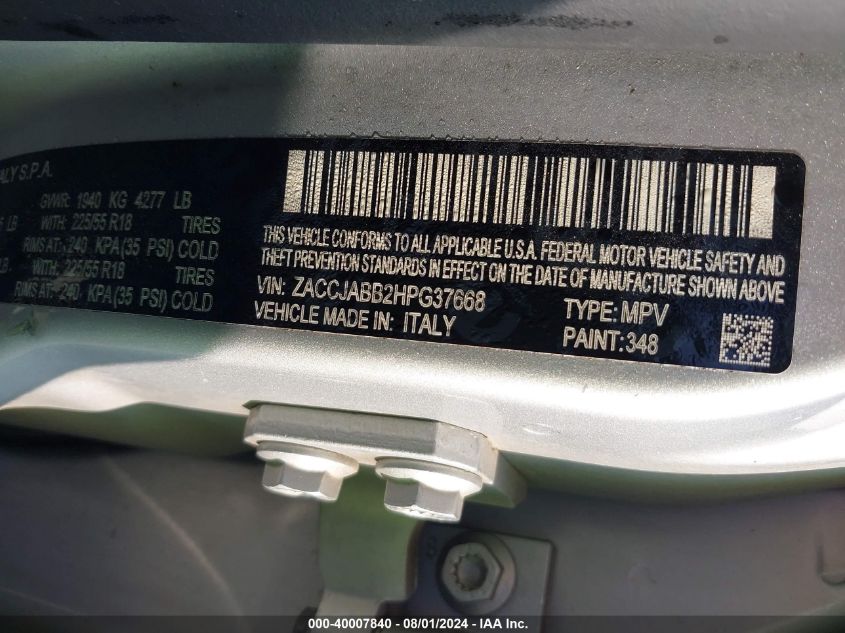 ALY S.P.A.
GVWR: 1940 KG 4277 LB
LB WITH: 225/55 R18 TIRES
RIMS AT: 240 KPA(35 PSI) COLD
LB WITH: 225/55 R18 TIRES
RIMS AT: 240 KPA(35 PSI) COLD
THIS VEHICLE CONFORMS TO ALL APPLICABLE U.S.A. FEDERAL MOTOR VEHICLE SAFETY AND
THEFT PREVENTION STANDARDS IN EFFECT ON THE DATE OF MANUFACTURE SHOWN ABOVE
VIN: ZACCJABB2HPG37668 TYPE: MPV
VEHICLE MADE IN: ITALY PAINT: 348
8
000-40007840 / 08/01/2024 - © IAA Inc.